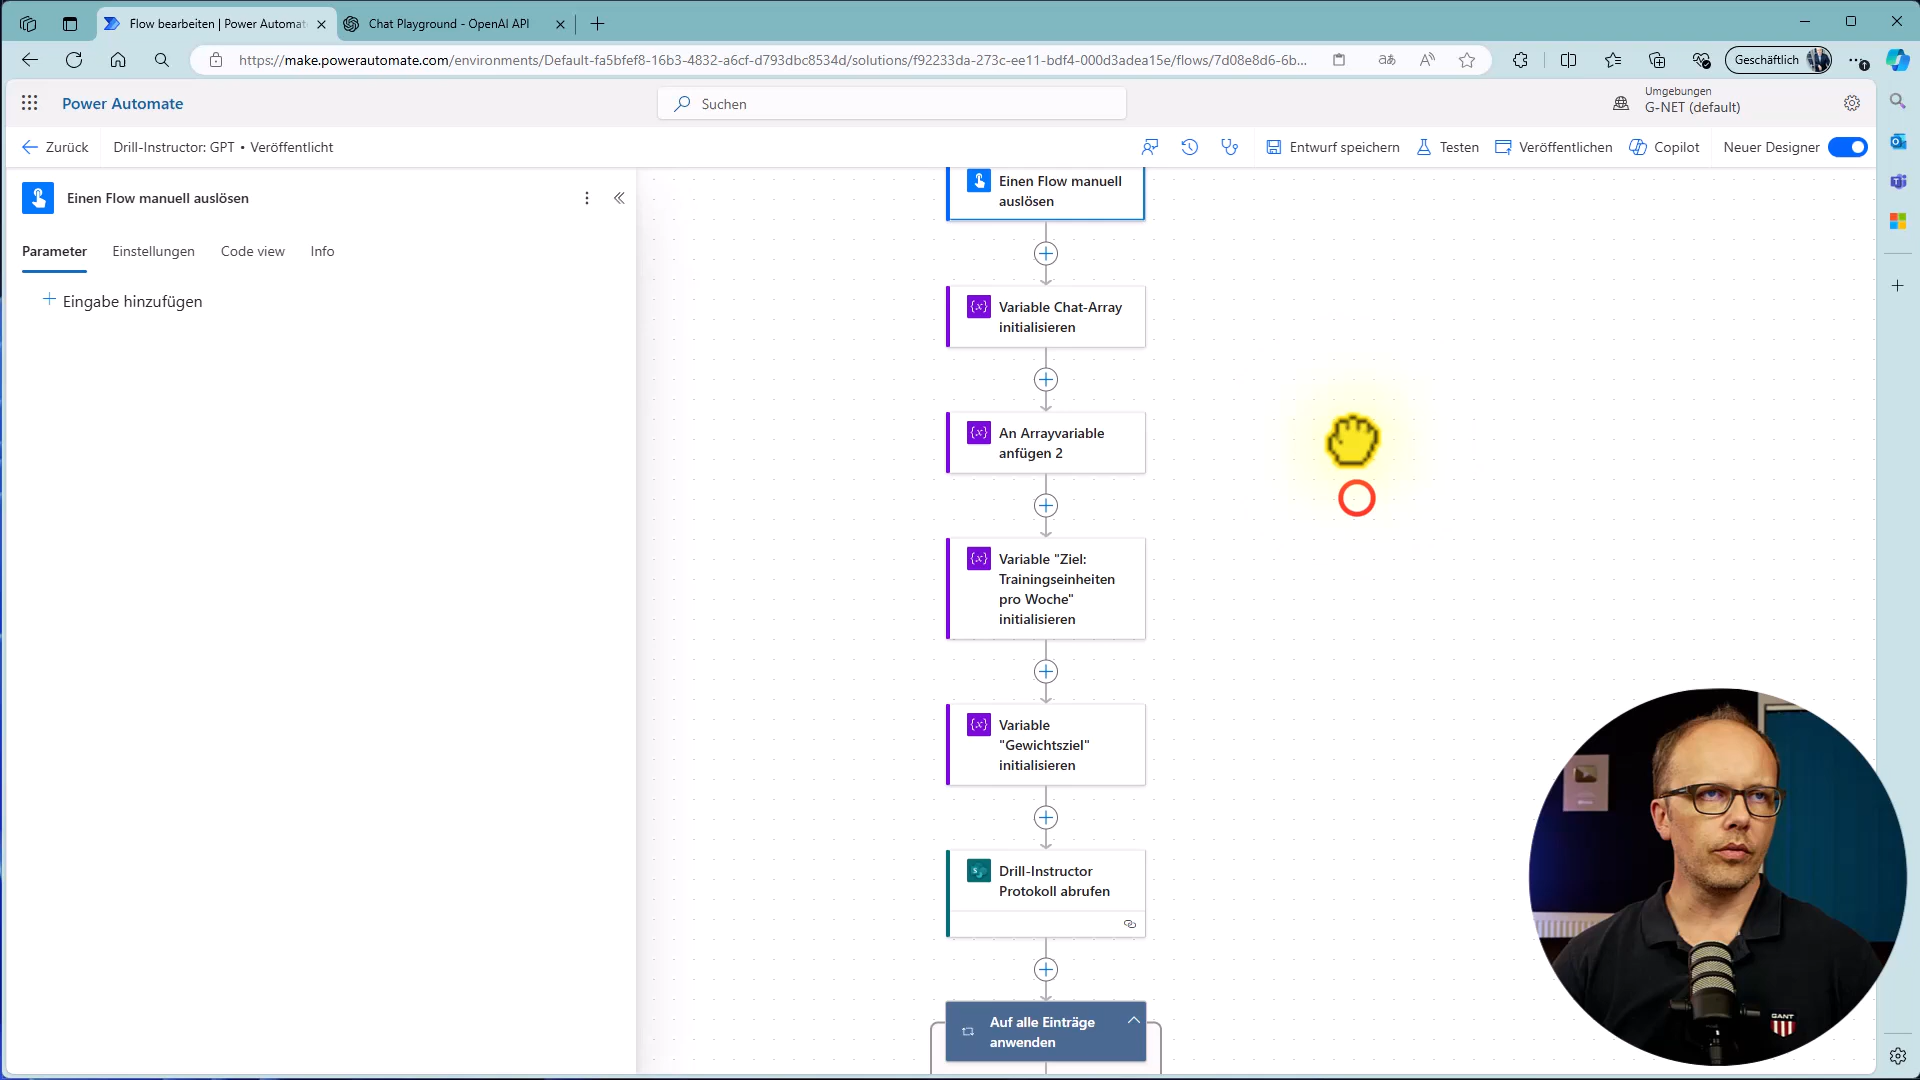 Flow bearbeiten | Power Automat
Chat Playground - OpenAI API
https://make.powerautomate.com/environments/Default-fa5bfef8-16b3-4832-a6cf-d793dbc8534d/solutions/f92233da-273c-ee11-bdf4-000d3adea15e/flows/7d08e8d6-6b...
Geschäftlich
Power Automate
Suchen
Umgebungen
G-NET (default)
Zurück
Drill-Instructor: GPT • Veröffentlicht
Entwurf speichern
Testen
Veröffentlichen
Copilot
Neuer Designer
Einen Flow manuell auslösen
Parameter
Einstellungen
Code view
Info
Eingabe hinzufügen
Einen Flow manuell
auslösen
Variable Chat-Array
initialisieren
An Arrayvariable
anfügen 2
Variable "Ziel:
Trainingseinheiten
pro Woche"
initialisieren
Variable
"Gewichtsziel"
initialisieren
Drill-Instructor
Protokoll abrufen
Auf alle Einträge
anwenden
GANT